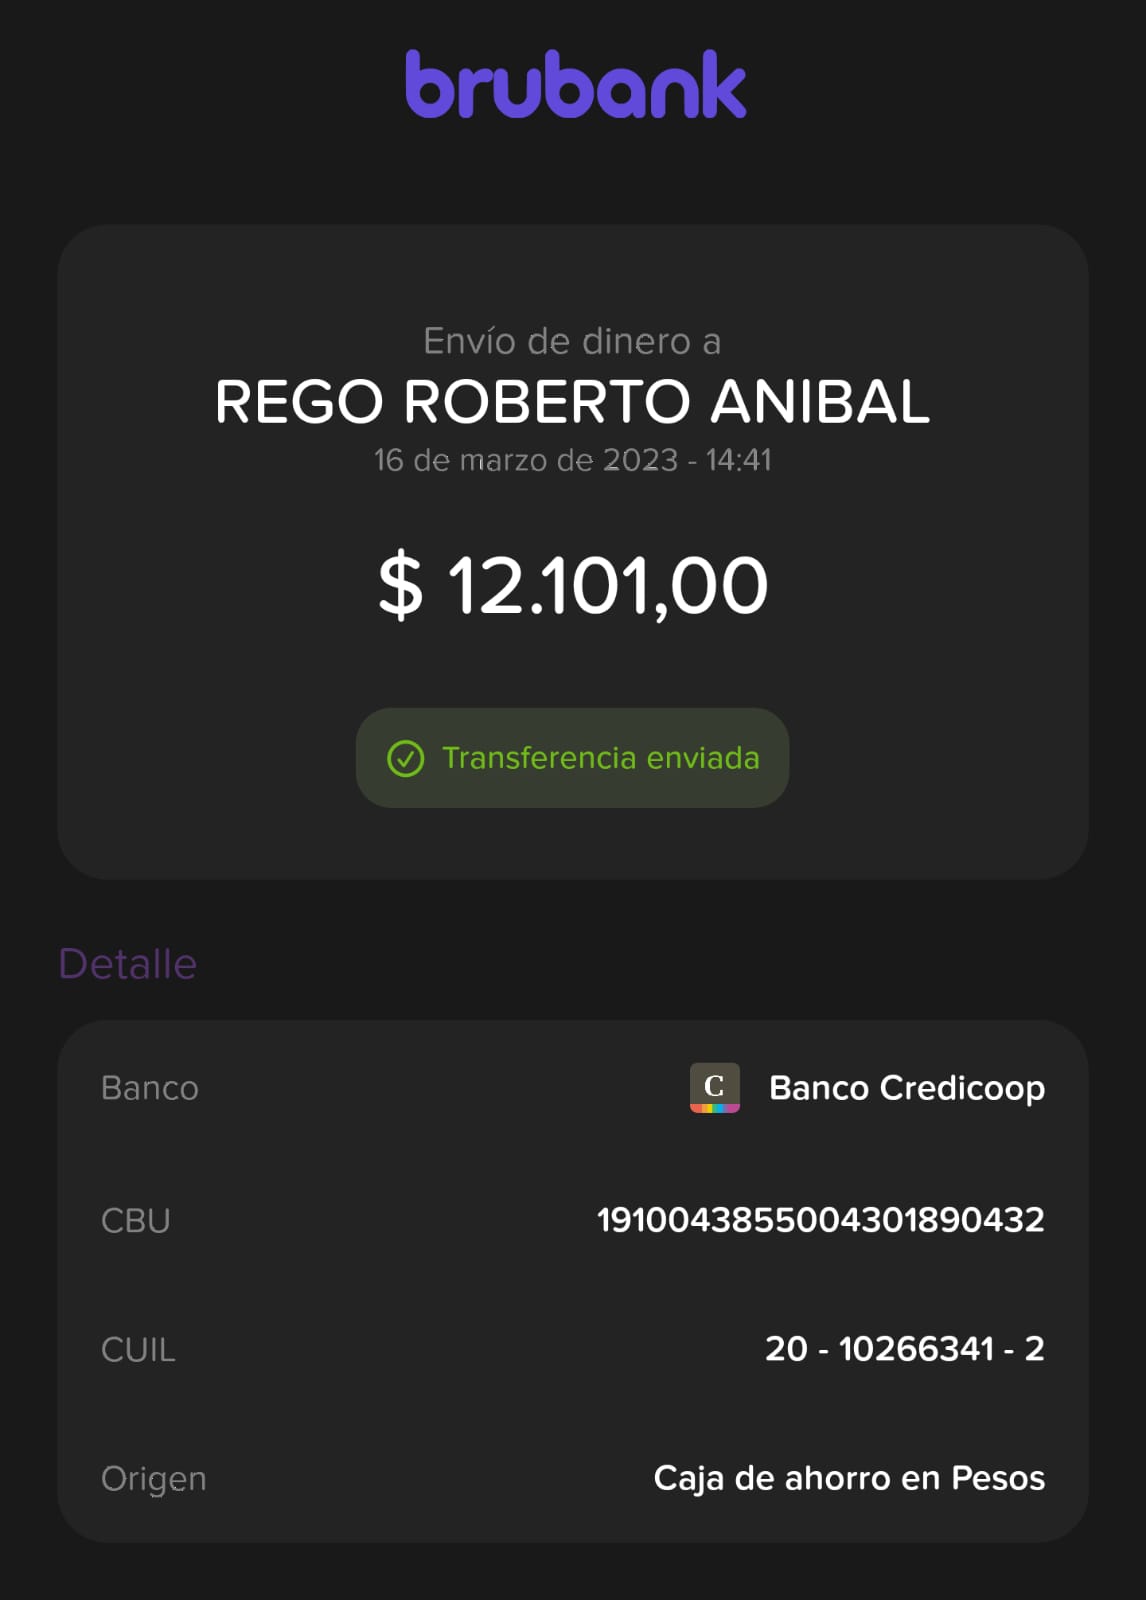 brubank
Envío de dinero a
REGO ROBERTO ANIBAL
16 de marzo de 2023 - 14:41
$ 12.101,00
Transferencia enviada
Detalle
Banco C Banco Credicoop
CBU 1910043855004301890432
CUIL 20 - 10266341 - 2
Origen Caja de ahorro en Pesos